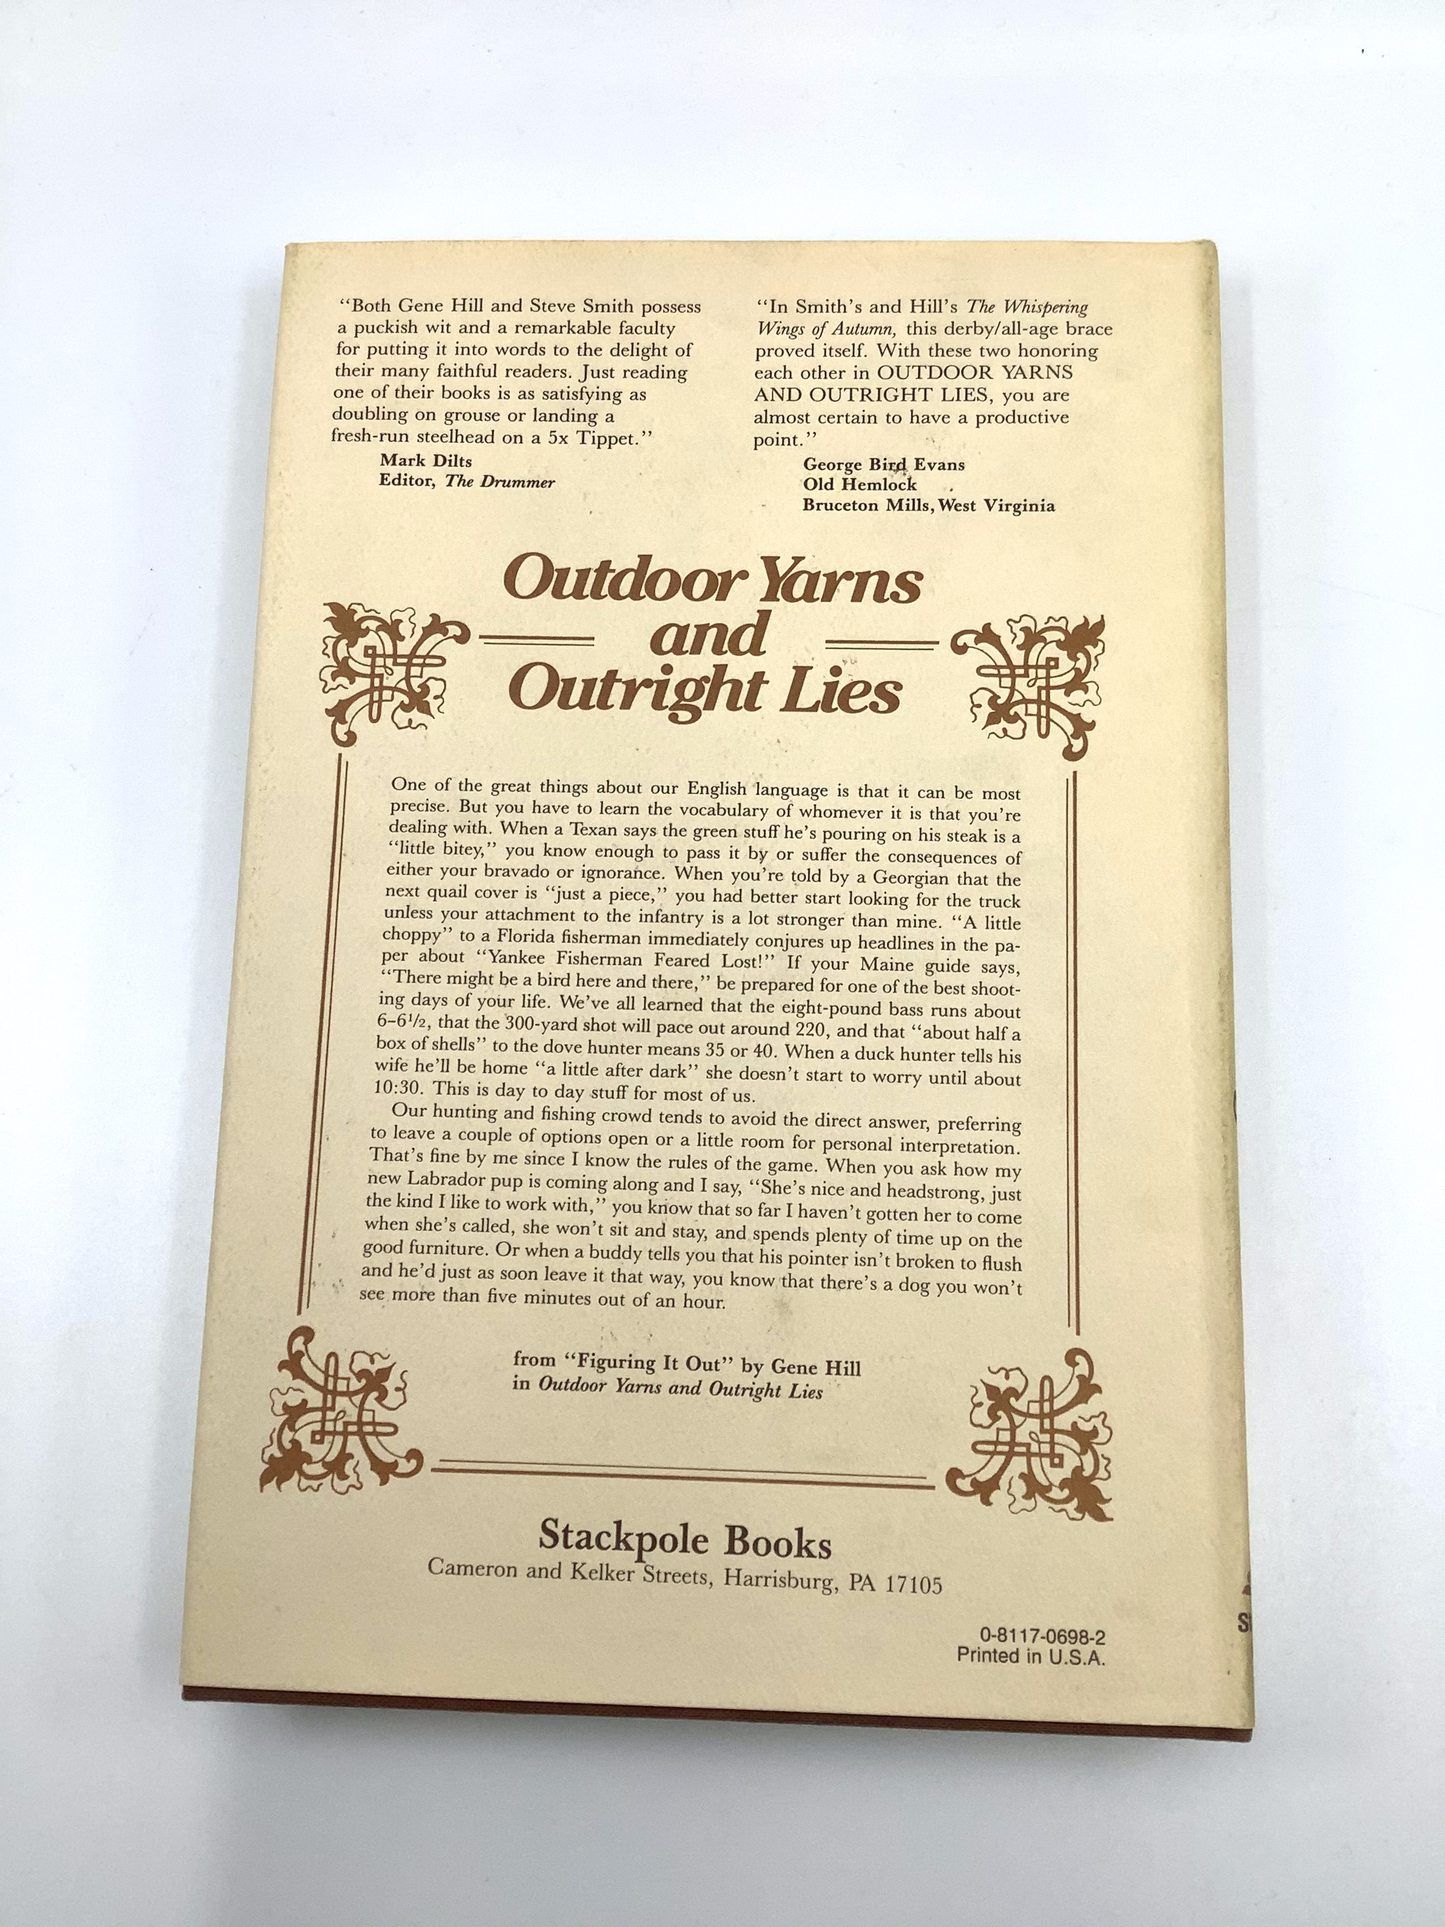 “Both Gene Hill and Steve Smith possess
a puckish wit and a remarkable faculty
for putting it into words to the delight of
their many faithful readers. Just reading
one of their books is as satisfying as
doubling on grouse or landing a
fresh-run steelhead on a 5x Tippet.”
Mark Dilts
Editor, The Drummer
“In Smith’s and Hill’s The Whispering
Wings of Autumn, this derby/all-age brace
proved itself. With these two honoring
each other in OUTDOOR YARNS
AND OUTRIGHT LIES, you are
almost certain to have a productive
point.”
George Bird Evans
Old Hemlock
Bruceton Mills, West Virginia
Outdoor Yarns
and
Outright Lies
One of the great things about our English language is that it can be most
precise. But you have to learn the vocabulary of whomever it is that you’re
dealing with. When a Texan says the green stuff he’s pouring on his steak is a
“little bitey,” you know enough to pass it by or suffer the consequences of
either your bravado or ignorance. When you’re told by a Georgian that the
next quail cover is “just a piece,” you had better start looking for the truck
unless your attachment to the infantry is a lot stronger than mine. “A little
choppy” to a Florida fisherman immediately conjures up headlines in the pa-
per about “Yankee Fisherman Feared Lost!” If your Maine guide says,
“There might be a bird here and there,” be prepared for one of the best shoot-
ing days of your life. We’ve all learned that the eight-pound bass runs about
6–6½, that the 300-yard shot will pace out around 220, and that “about half a
box of shells” to the dove hunter means 35 or 40. When a duck hunter tells his
wife he’ll be home “a little after dark” she doesn’t start to worry until about
10:30. This is day to day stuff for most of us.
Our hunting and fishing crowd tends to avoid the direct answer, preferring
to leave a couple of options open or a little room for personal interpretation.
That’s fine by me since I know the rules of the game. When you ask how my
new Labrador pup is coming along and I say, “She’s nice and headstrong, just
the kind I like to work with,” you know that so far I haven’t gotten her to come
when she’s called, she won’t sit and stay, and spends plenty of time up on the
good furniture. Or when a buddy tells you that his pointer isn’t broken to flush
and he’d just as soon leave it that way, you know that there’s a dog you won’t
see more than five minutes out of an hour.
from “Figuring It Out” by Gene Hill
in Outdoor Yarns and Outright Lies
Stackpole Books
Cameron and Kelker Streets, Harrisburg, PA 17105
0-8117-0698-2
Printed in U.S.A.